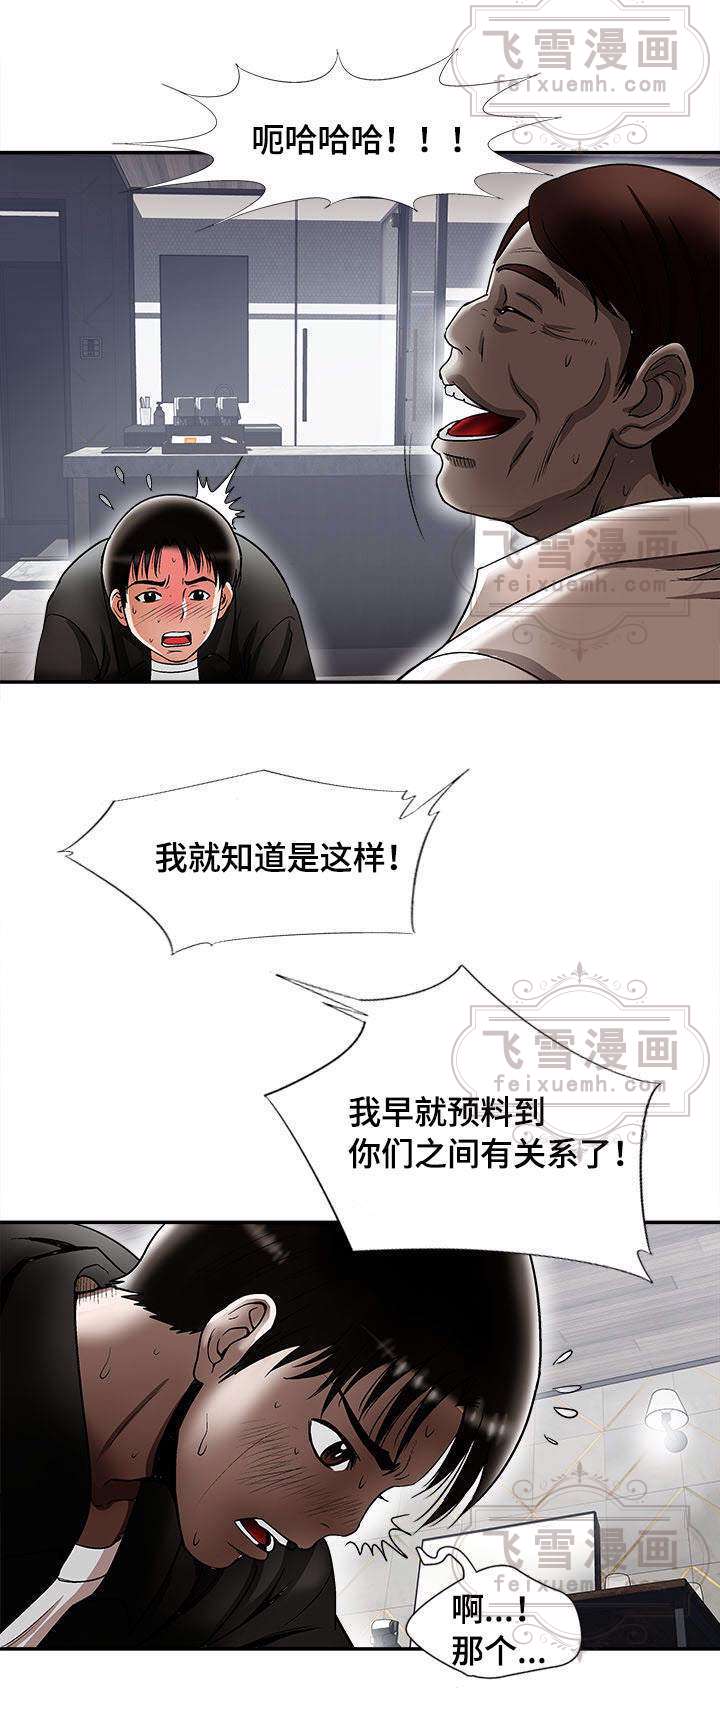 飞雪漫画
feixuemh.com
呃哈哈哈！！！
飞雪漫画
feixuemh.com
我就知道是这样！
飞雪漫画
feixuemh.com
我早就预料到
你们之间有关系了！
飞雪漫画
feixuemh.com
啊...！
那个...